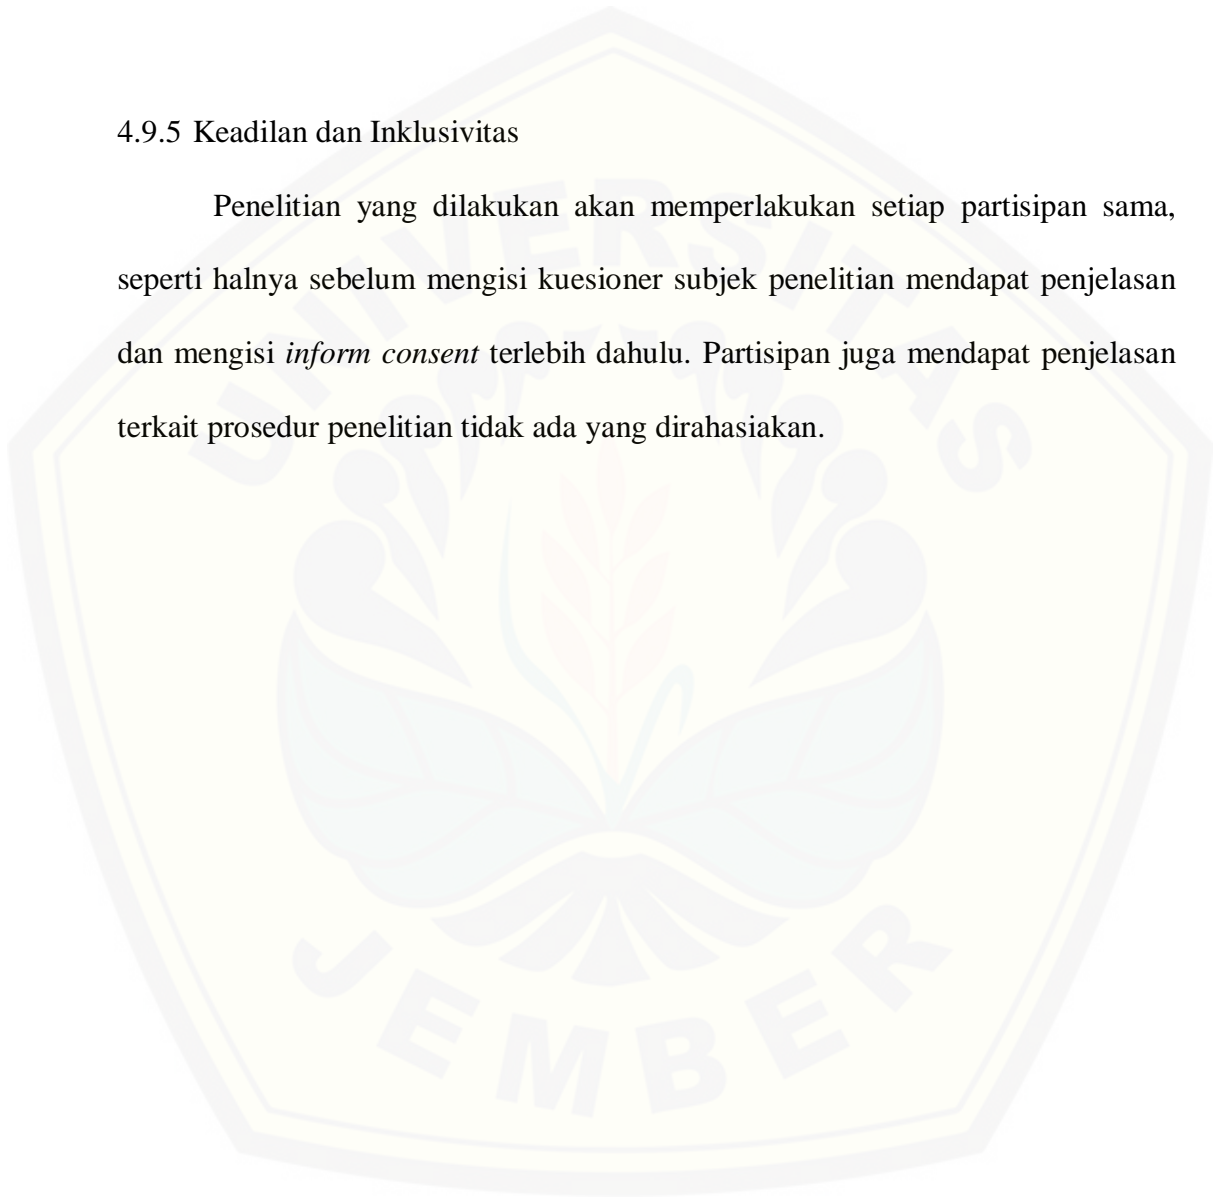 4.9.5 Keadilan dan Inklusivitas
Penelitian yang dilakukan akan memperlakukan setiap partisipan sama,
seperti halnya sebelum mengisi kuesioner subjek penelitian mendapat penjelasan
dan mengisi inform consent terlebih dahulu. Partisipan juga mendapat penjelasan
terkait prosedur penelitian tidak ada yang dirahasiakan.
UNIVERSITAS
JEMBER